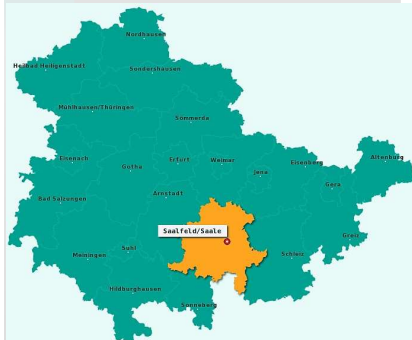 Nordhausen
Heilbad Heiligenstadt
Sondershausen
Mühlhausen/Thüringen
Sömmerda
Eisenach
Gotha
Erfurt
Weimar
Jena
Eisenberg
Altenburg
Gera
Bad Salzungen
Arnstadt
Saalfeld/Saale
Greiz
Suhl
Meiningen
Schleiz
Hildburghausen
Sonneberg